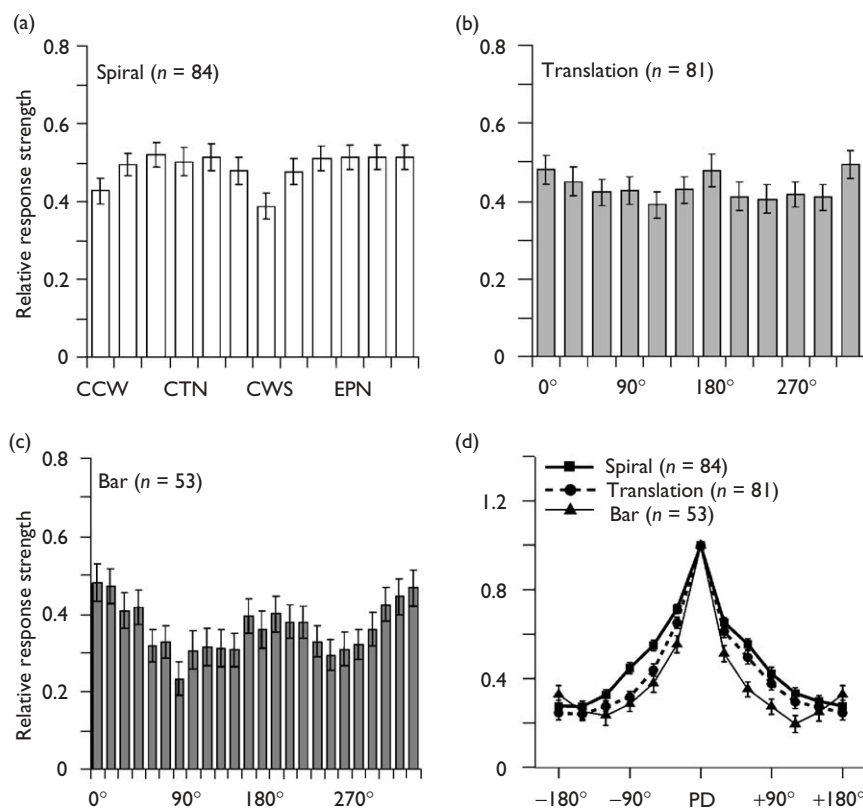 (a)
Relative response strength
0.8
0.6
0.4
0.2
0
Spiral (n = 84)
CCW CTN CWS EPN
(b)
0.8
0.6
0.4
0.2
0
Translation (n = 81)
0° 90° 180° 270°
(c)
Relative response strength
0.8
0.6
0.4
0.2
0
Bar (n = 53)
0° 90° 180° 270°
(d)
Spiral (n = 84)
Translation (n = 81)
Bar (n = 53)
1.2
0.8
0.4
0
−180° −90° PD +90° +180°